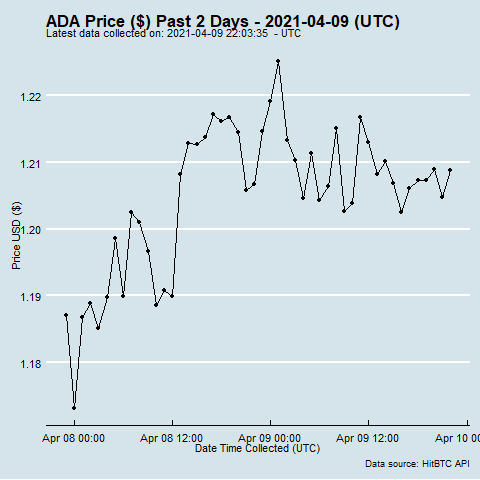 ADA Price ($) Past 2 Days - 2021-04-09 (UTC)
Latest data collected on: 2021-04-09 22:03:35 - UTC
1.22
1.21
1.20
1.19
1.18
Price USD ($)
Apr 08 00:00
Apr 08 12:00
Apr 09 00:00
Apr 09 12:00
Apr 10 00
Date Time Collected (UTC)
Data source: HitBTC API